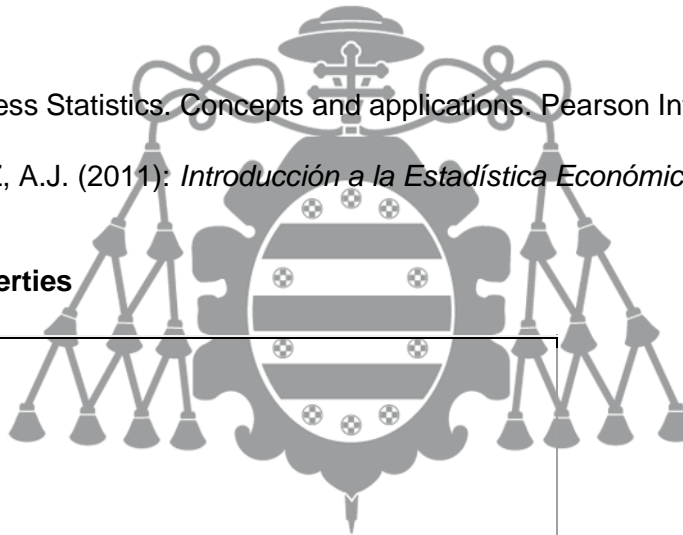 ess Statistics. Concepts and applications. Pearson In
, A.J. (2011): Introducción a la Estadística Económic
erties